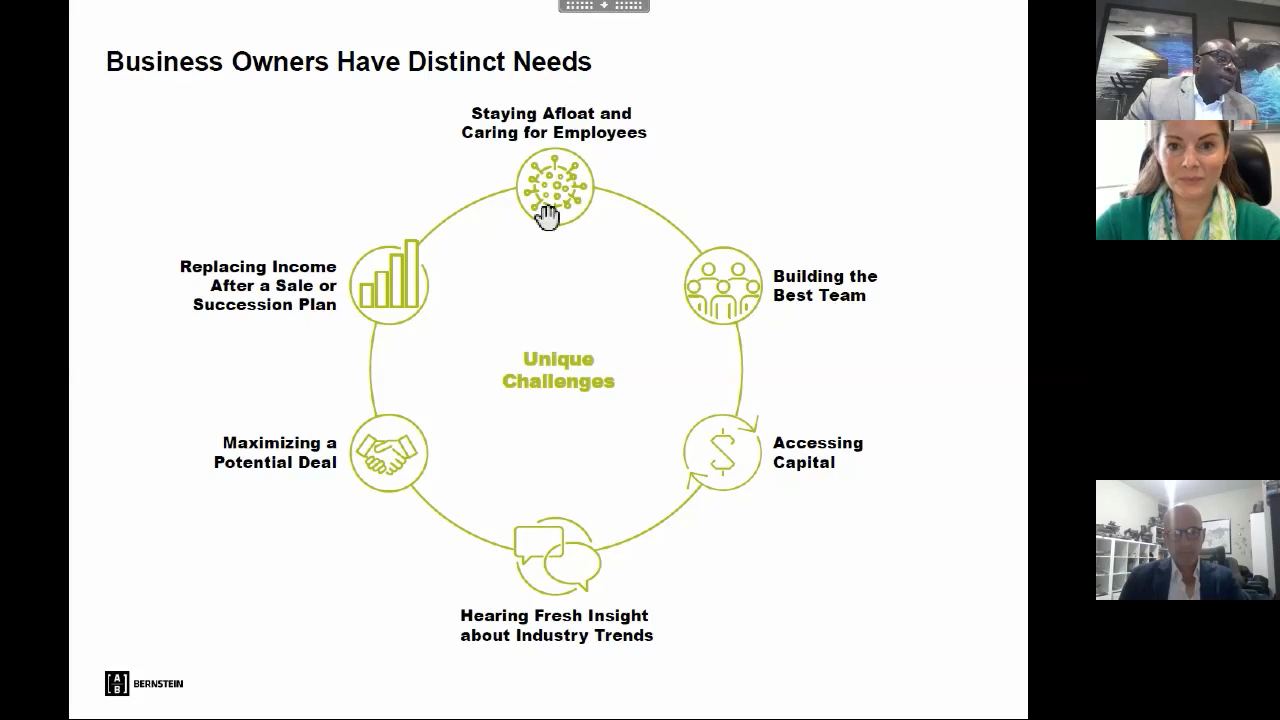 Business Owners Have Distinct Needs
Staying Afloat and
Caring for Employees
Replacing Income
After a Sale or
Succession Plan
Building the
Best Team
Unique
Challenges
Maximizing a
Potential Deal
Accessing
Capital
Hearing Fresh Insight
about Industry Trends
[A
B] BERNSTEIN